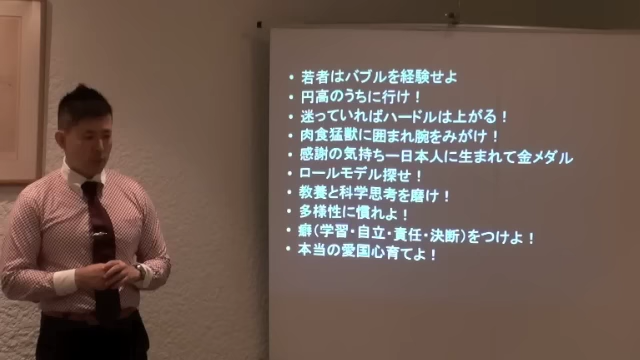 • 若者はバブルを経験せよ
• 円高のうちに行け！
• 迷っていればハードルは上がる！
• 肉食猛獣に囲まれ腕をみがけ！
• 感謝の気持ち―日本人に生まれて金メダル
• ロールモデル探せ！
• 教養と科学思考を磨け！
• 多様性に慣れよ！
• 癖（学習・自立・責任・決断）をつけよ！
• 本当の愛国心育てよ！